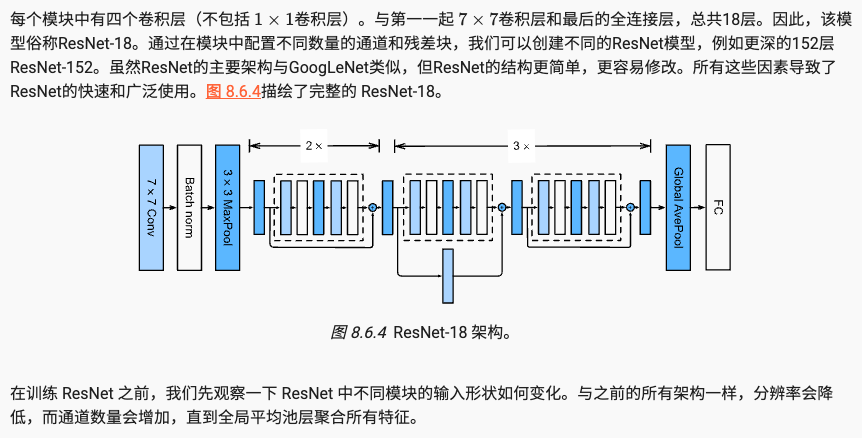 每个模块中有四个卷积层（不包括 1 × 1卷积层）。与第一一起 7 × 7卷积层和最后的全连接层，总共18层。因此，该模
型俗称ResNet-18。通过在模块中配置不同数量的通道和残差块，我们可以创建不同的ResNet模型，例如更深的152层
ResNet-152。虽然ResNet的主要架构与GoogLeNet类似，但ResNet的结构更简单，更容易修改。所有这些因素导致了
ResNet的快速和广泛使用。图 8.6.4描绘了完整的 ResNet-18。
2 ×
3 ×
7 × 7 Conv
Batch norm
3 × 3 MaxPool
Global AvePool
FC
图 8.6.4 ResNet-18 架构。
在训练 ResNet 之前，我们先观察一下 ResNet 中不同模块的输入形状如何变化。与之前的所有架构一样，分辨率会降
低，而通道数量会增加，直到全局平均池层聚合所有特征。